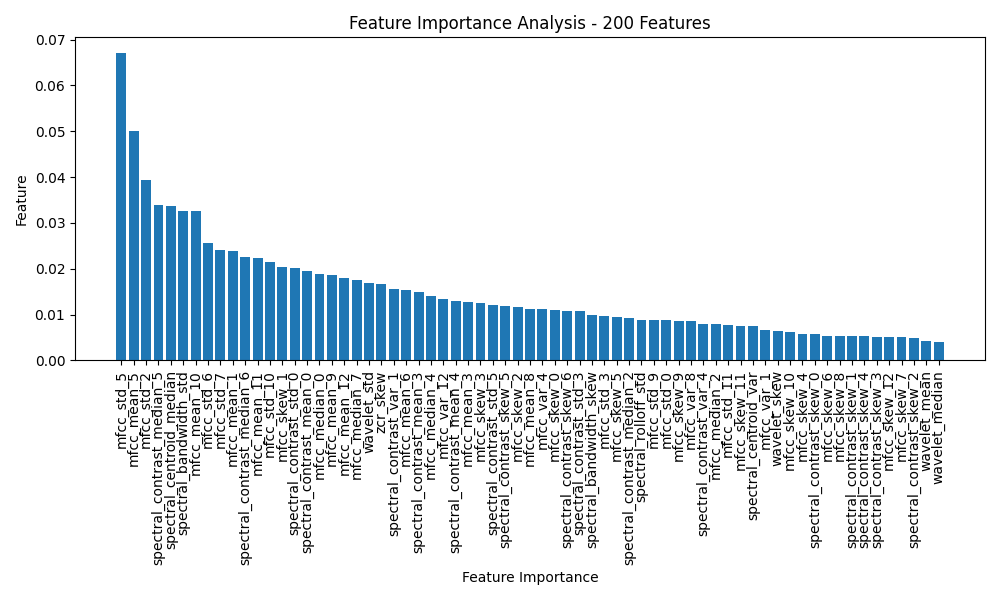 Feature Importance Analysis - 200 Features
0.07
0.06
0.05
0.04
0.03
0.02
0.01
0.00
Feature
mfcc_std_5
mfcc_mean_5
mfcc_std_2
spectral_contrast_median_5
spectral_centroid_median
spectral_bandwidth_std
mfcc_mean_10
mfcc_std_6
mfcc_std_7
mfcc_mean_1
spectral_contrast_median_6
mfcc_mean_11
mfcc_std_10
mfcc_skew_1
spectral_contrast_std_0
spectral_contrast_mean_0
mfcc_median_0
mfcc_mean_9
mfcc_mean_12
mfcc_median_7
wavelet_std
zcr_skew
spectral_contrast_var_1
mfcc_mean_6
spectral_contrast_mean_3
mfcc_median_4
mfcc_var_12
spectral_contrast_mean_4
mfcc_mean_3
mfcc_skew_3
spectral_contrast_std_5
spectral_contrast_skew_5
mfcc_skew_2
mfcc_mean_8
mfcc_var_4
mfcc_skew_0
spectral_contrast_skew_6
spectral_contrast_std_3
spectral_bandwidth_skew
mfcc_std_3
mfcc_skew_5
spectral_contrast_median_2
spectral_rolloff_std
mfcc_std_9
mfcc_std_0
mfcc_skew_9
mfcc_var_8
spectral_contrast_var_4
mfcc_median_2
mfcc_std_11
mfcc_skew_11
spectral_centroid_var
mfcc_var_1
wavelet_skew
mfcc_skew_10
mfcc_skew_4
spectral_contrast_skew_0
mfcc_skew_6
mfcc_skew_8
spectral_contrast_skew_1
spectral_contrast_skew_4
spectral_contrast_skew_3
mfcc_skew_12
mfcc_skew_7
spectral_contrast_skew_2
wavelet_mean
wavelet_median
Feature Importance